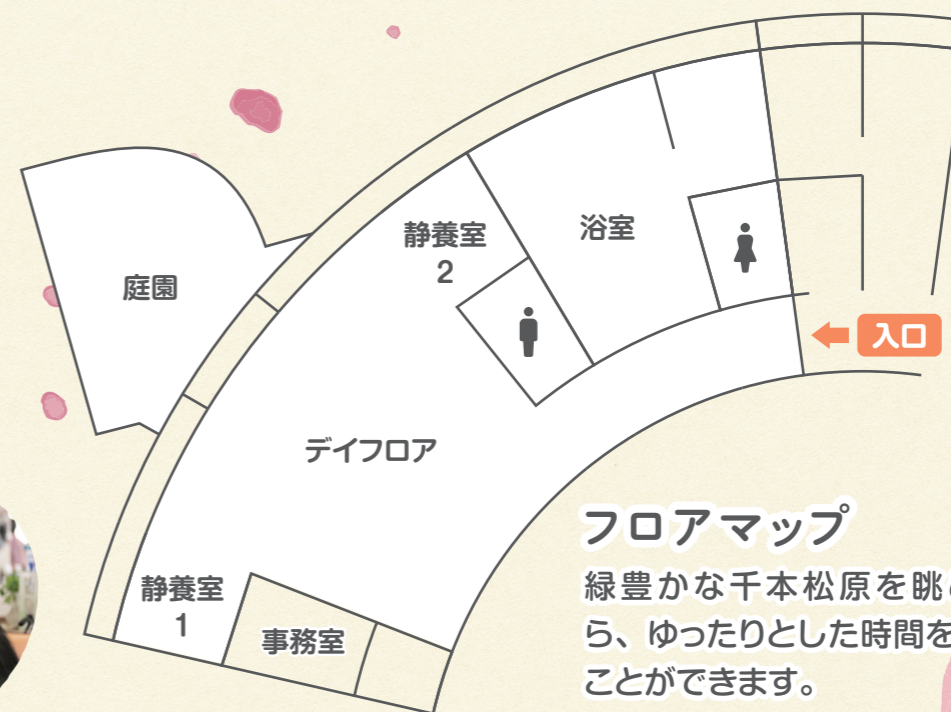 静養室
2
浴室
庭園
入口
デイフロア
静養室
1
事務室
フロアマップ
緑豊かな千本松原を眺
ら、ゆったりとした時間を
ことができます。